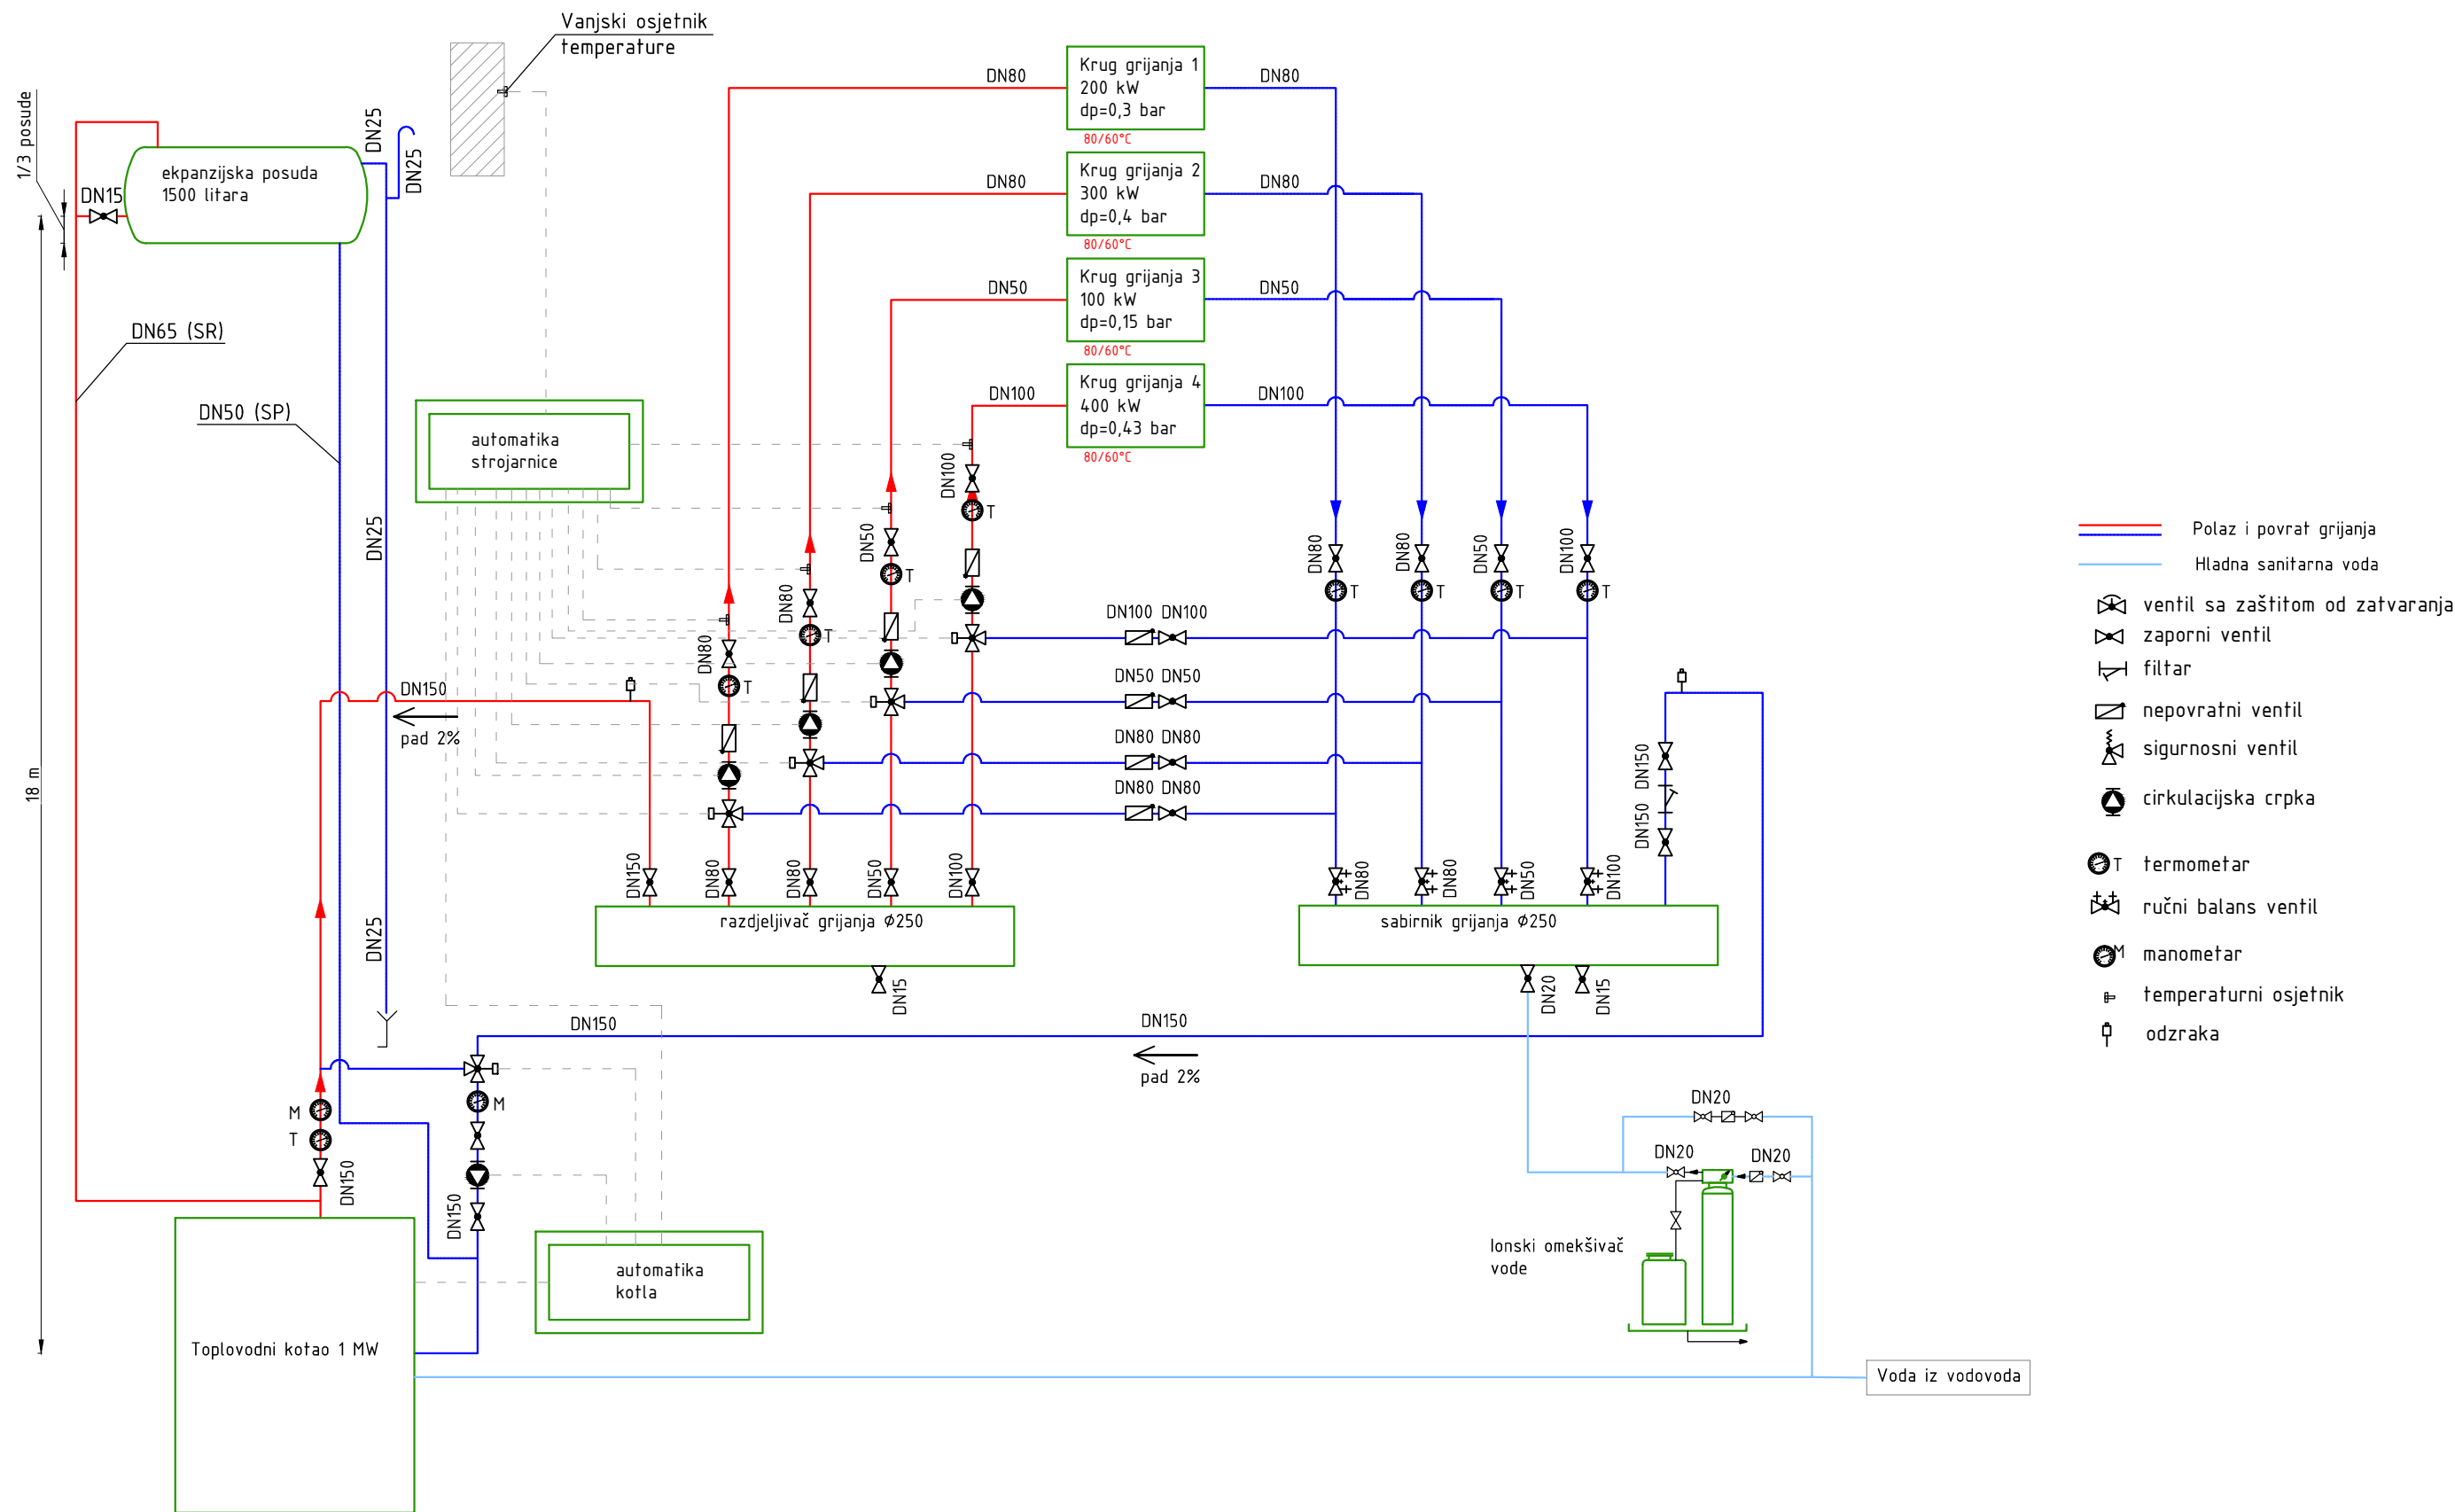 Vanjski osjetnik
temperature
1/3 posude
DN15
ekpanzijska posuda
1500 litara
DN25
DN25
DN65 (SR)
DN50 (SP)
18 m
DN25
DN25
automatika
strojarnice
DN80
Krug grijanja 1
200 kW
dp=0,3 bar
80/60°C
DN80
DN80
Krug grijanja 2
300 kW
dp=0,4 bar
80/60°C
DN80
DN50
Krug grijanja 3
100 kW
dp=0,15 bar
80/60°C
DN50
DN100
Krug grijanja 4
400 kW
dp=0,43 bar
80/60°C
DN100
DN100
T
DN50
T
DN80
T
DN80
T
DN80
T
DN80
T
DN50
T
DN100
T
DN100 DN100
DN50 DN50
DN80 DN80
DN80 DN80
DN150
pad 2%
DN150
DN80
DN80
DN50
DN100
razdjeljivač grijanja Ø250
DN15
DN80
DN80
DN50
DN100
DN150
DN150
sabirnik grijanja Ø250
DN20
DN15
DN150
DN150
pad 2%
M
T
DN150
M
DN150
automatika
kotla
Toplovodni kotao 1 MW
DN20
DN20
DN20
Ionski omekšivač
vode
Voda iz vodovoda
Polaz i povrat grijanja
Hladna sanitarna voda
ventil sa zaštitom od zatvaranja
zaporni ventil
filtar
nepovratni ventil
sigurnosni ventil
cirkulacijska crpka
T termometar
ručni balans ventil
M manometar
temperaturni osjetnik
odzraka